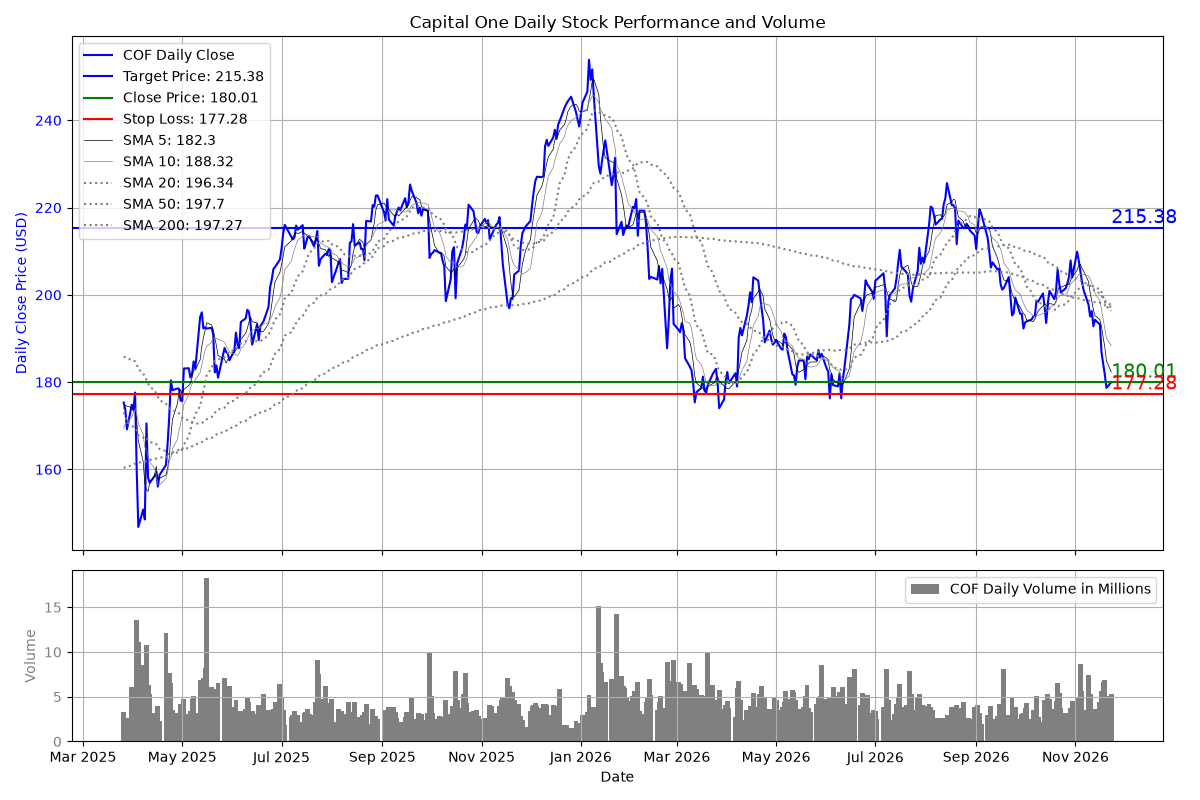 Capital One Daily Stock Performance and Volume
COF Daily Close
Target Price: 215.38
Close Price: 180.01
Stop Loss: 177.28
SMA 5: 182.3
SMA 10: 188.32
SMA 20: 196.34
SMA 50: 197.7
SMA 200: 197.27
Daily Close Price (USD)
240
220
200
180
160
215.38
180.01
177.28
COF Daily Volume in Millions
Volume
15
10
5
0
Mar 2025
May 2025
Jul 2025
Sep 2025
Nov 2025
Jan 2026
Mar 2026
May 2026
Jul 2026
Sep 2026
Nov 2026
Date